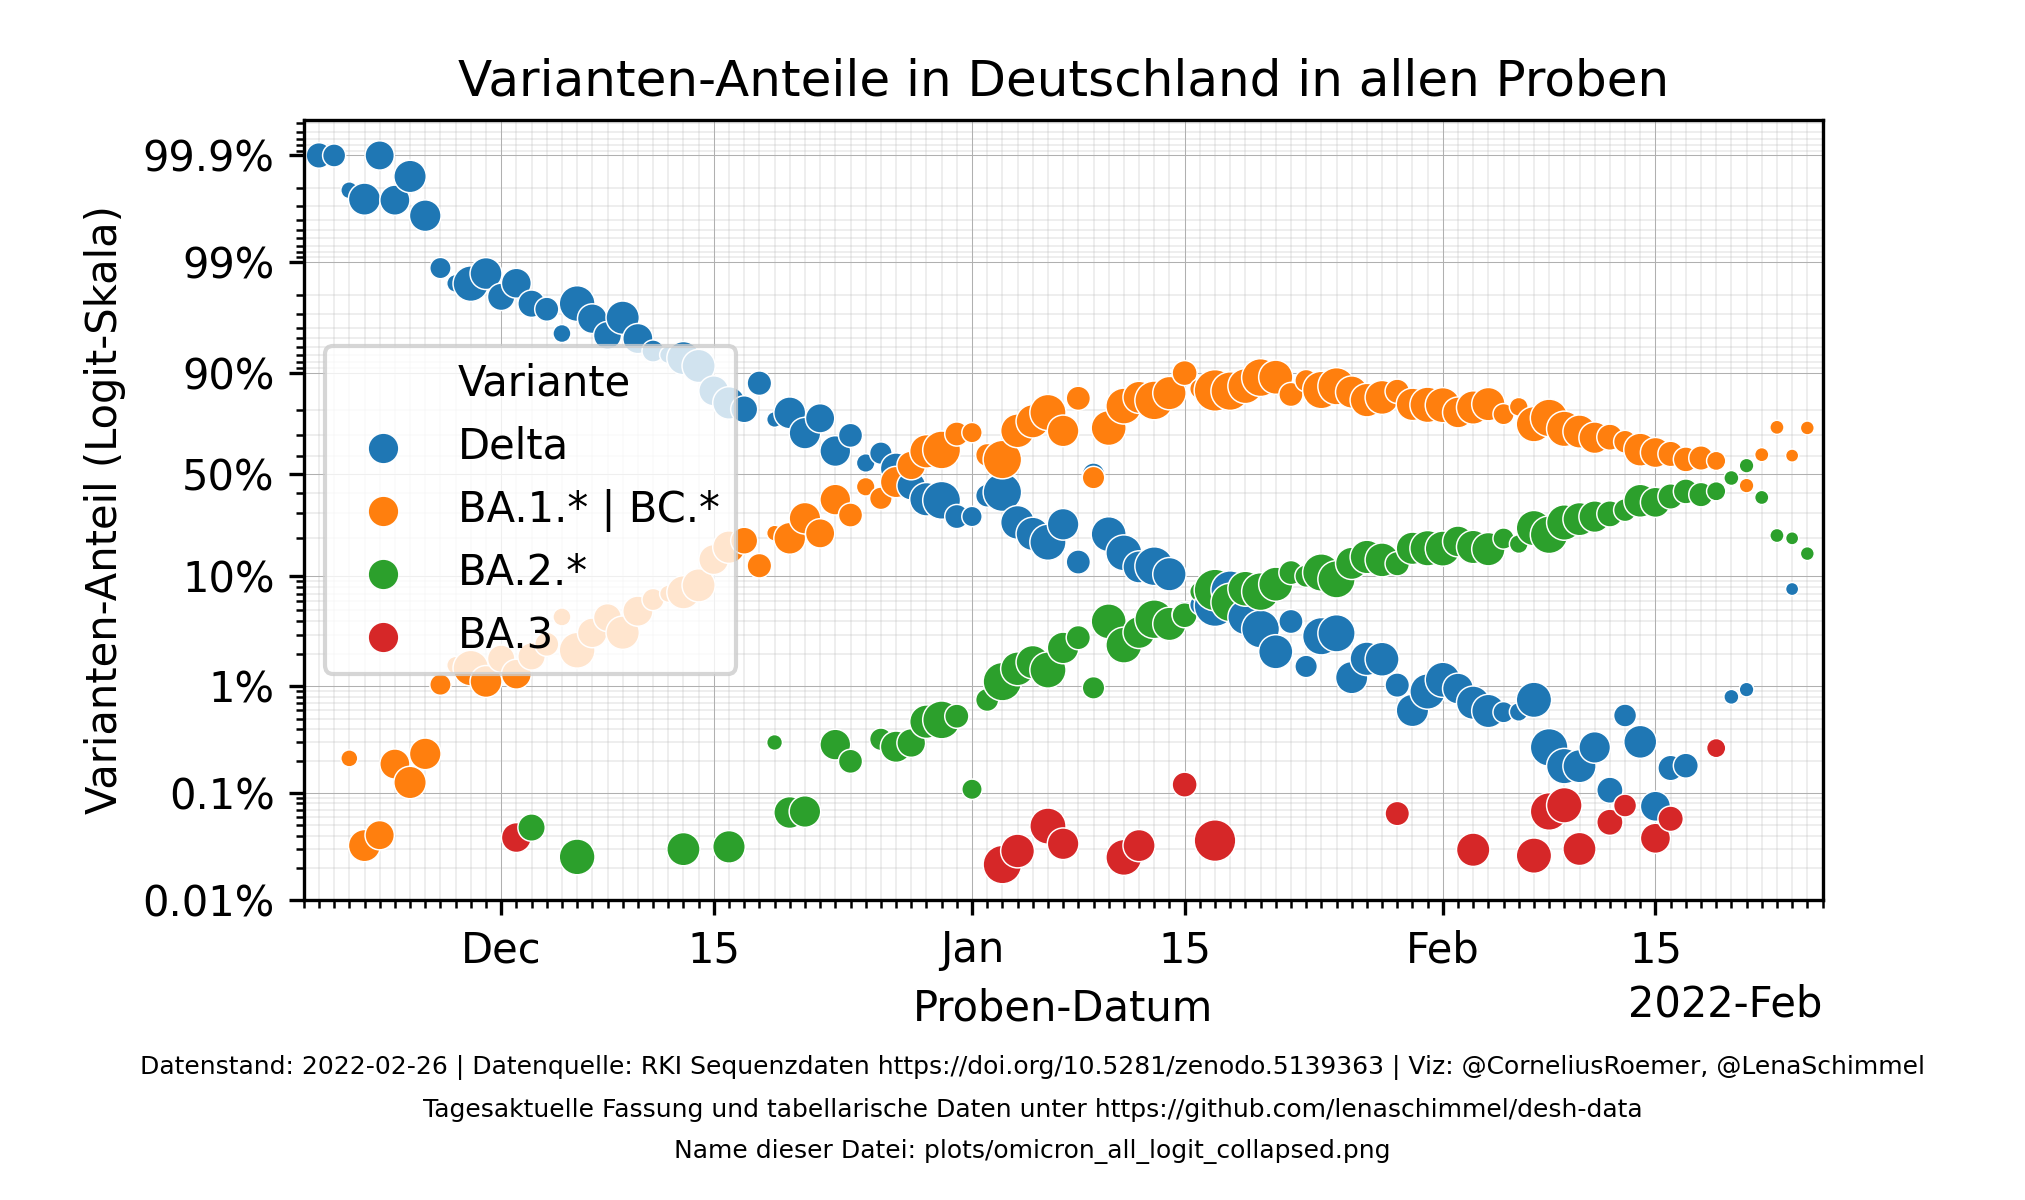 Varianten-Anteile in Deutschland in allen Proben
Varianten-Anteil (Logit-Skala)
99.9%
99%
90%
50%
10%
1%
0.1%
0.01%
Variante
Delta
BA.1.* | BC.*
BA.2.*
BA.3
Dec
15
Jan
15
Feb
15
Proben-Datum
2022-Feb
Datenstand: 2022-02-26 | Datenquelle: RKI Sequenzdaten https://doi.org/10.5281/zenodo.5139363 | Viz: @CorneliusRoemer, @LenaSchimmel
Tagesaktuelle Fassung und tabellarische Daten unter https://github.com/lenaschimmel/desh-data
Name dieser Datei: plots/omicron_all_logit_collapsed.png